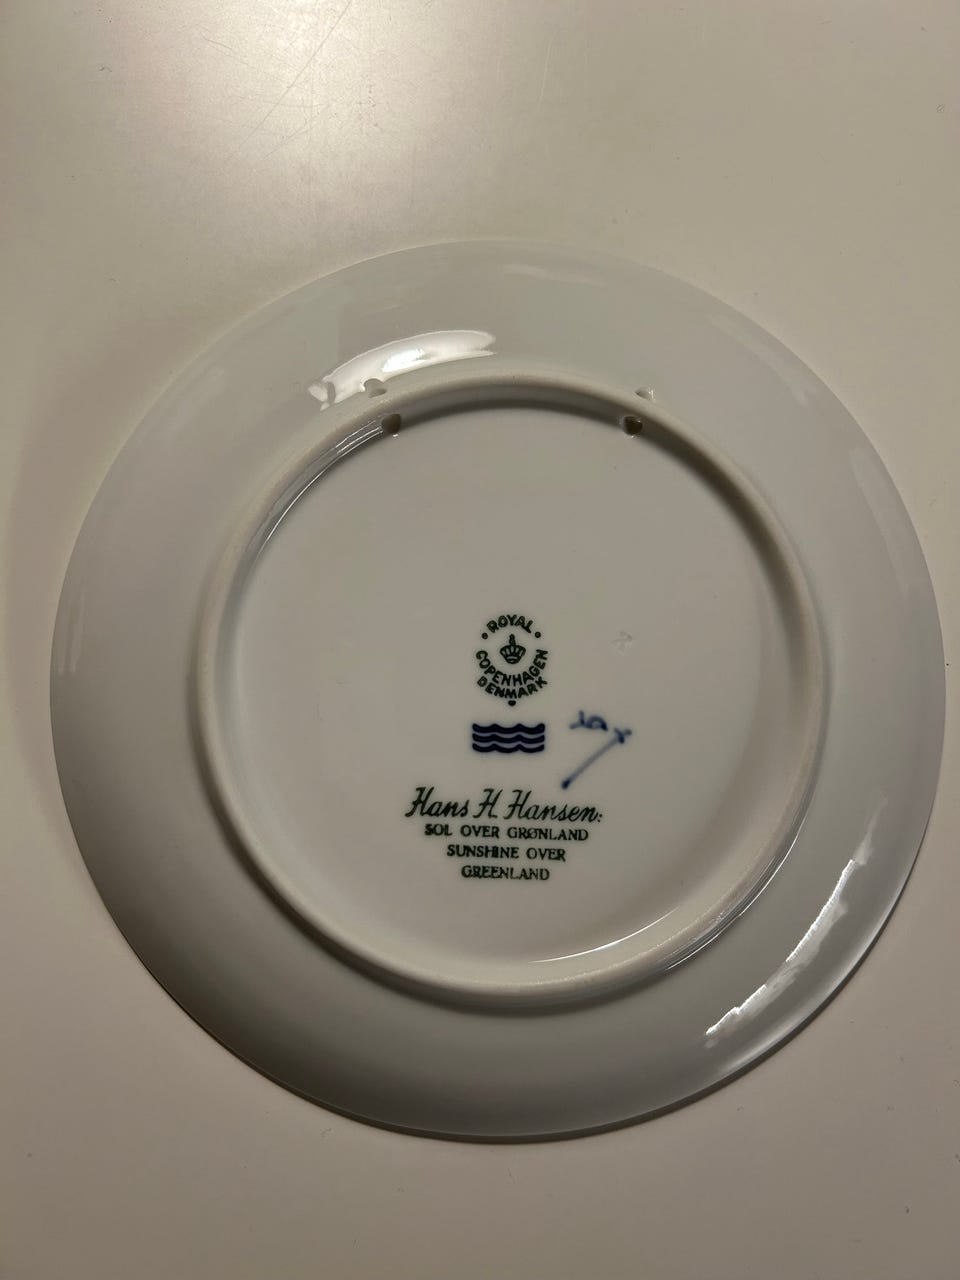 ROYAL
COPENHAGEN
DENMARK
Hans H. Hansen:
SOL OVER GRØNLAND
SUNSHINE OVER
GREENLAND